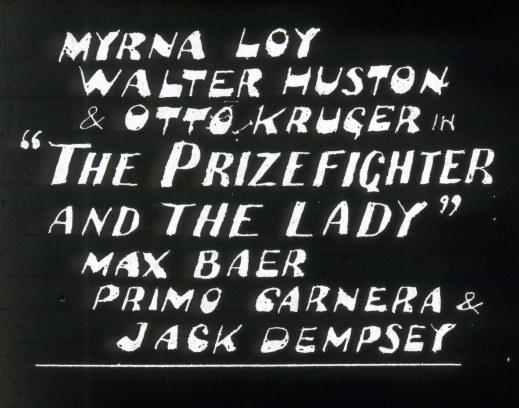 MYRNA LOY
WALTER HUSTON
& OTTO KRUGER IN
“THE PRIZEFIGHTER
AND THE LADY”
MAX BAER
PRIMO CARNERA &
JACK DEMPSEY